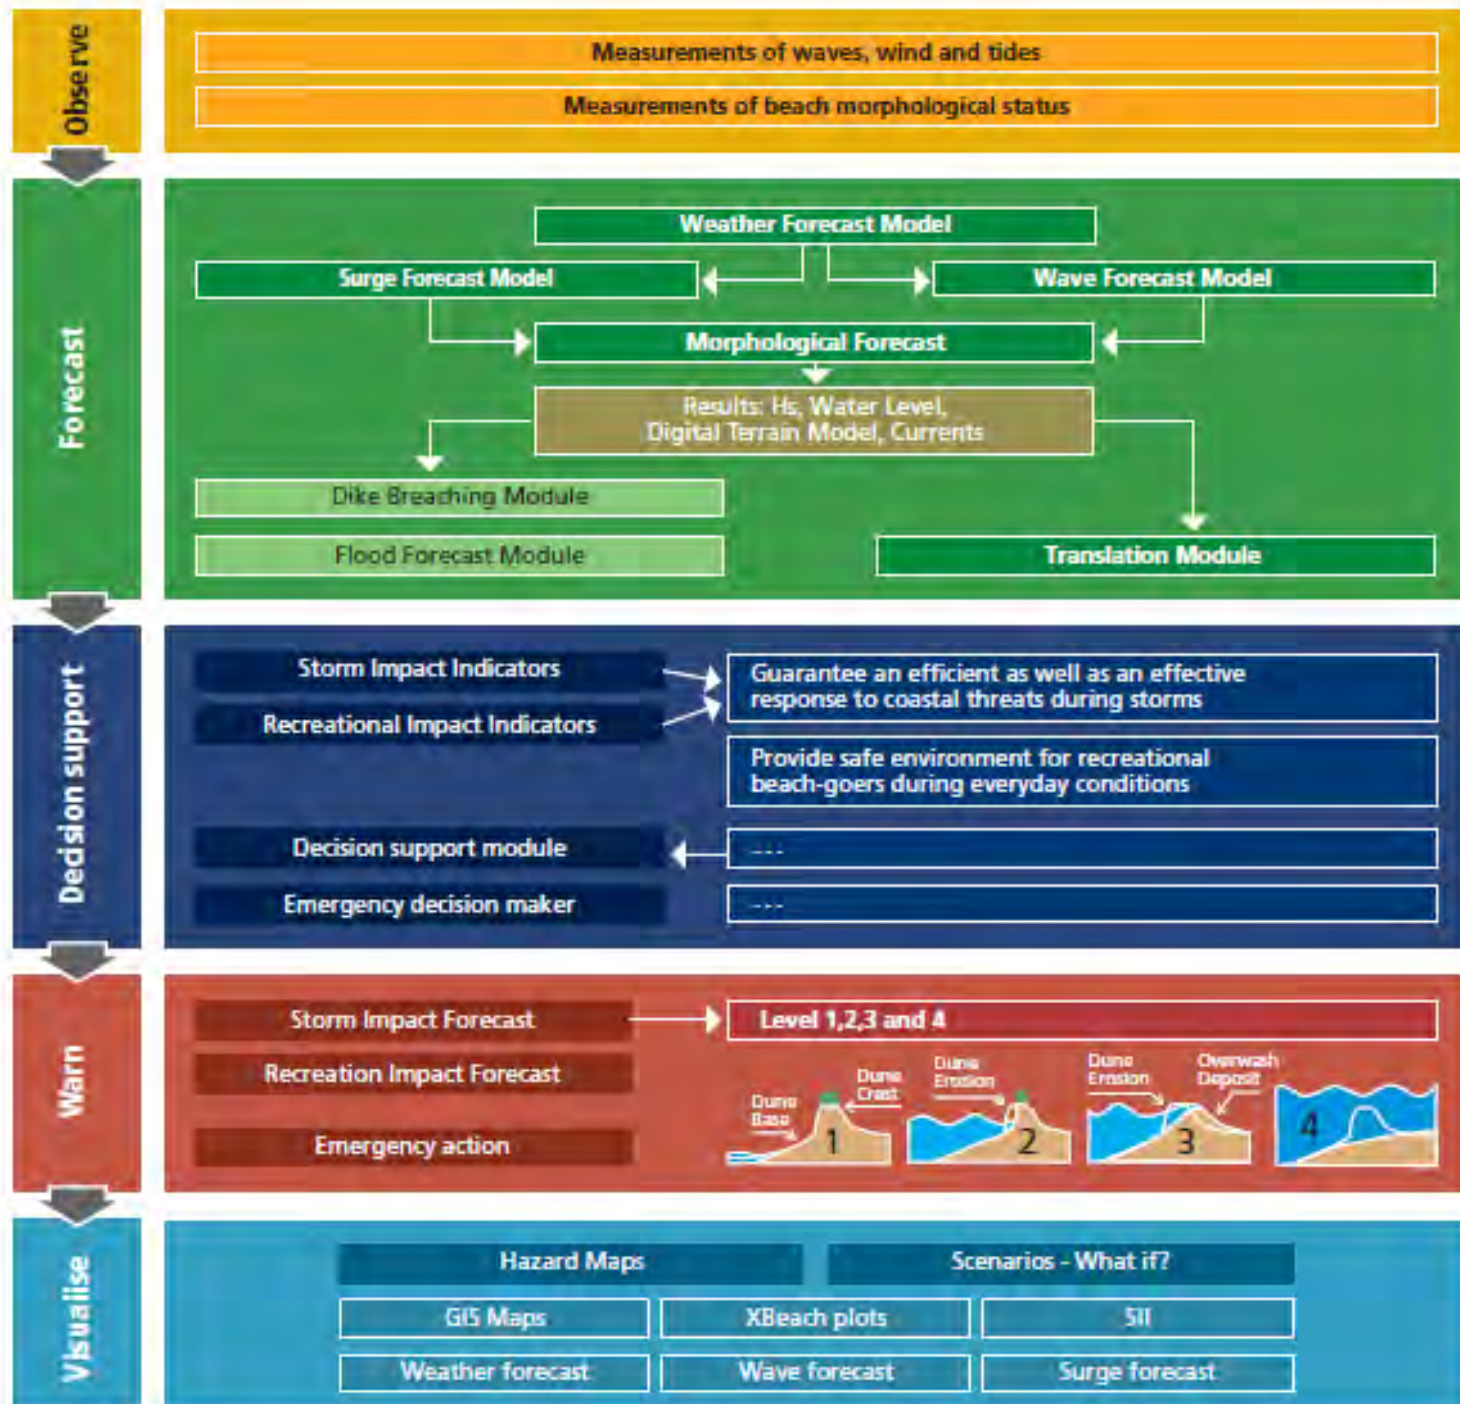 Observe
Measurements of waves, wind and tides
Measurements of beach morphological status
Forecast
Weather Forecast Model
Surge Forecast Model
Wave Forecast Model
Morphological Forecast
Results: Hs, Water Level,
Digital Terrain Model, Currents
Dike Breaching Module
Flood Forecast Module
Translation Module
Decision support
Storm Impact Indicators
Guarantee an efficient as well as an effective
response to coastal threats during storms
Recreational Impact Indicators
Provide safe environment for recreational
beach-goers during everyday conditions
Decision support module
---
Emergency decision maker
---
Warn
Storm Impact Forecast
Level 1,2,3 and 4
Recreation Impact Forecast
Emergency action
Dune
Base
Dune
Crest
1
Dune
Erosion
2
Dune
Erosion
Overwash
Deposit
3
4
Visualise
Hazard Maps
Scenarios - What if?
GIS Maps
XBeach plots
SII
Weather forecast
Wave forecast
Surge forecast